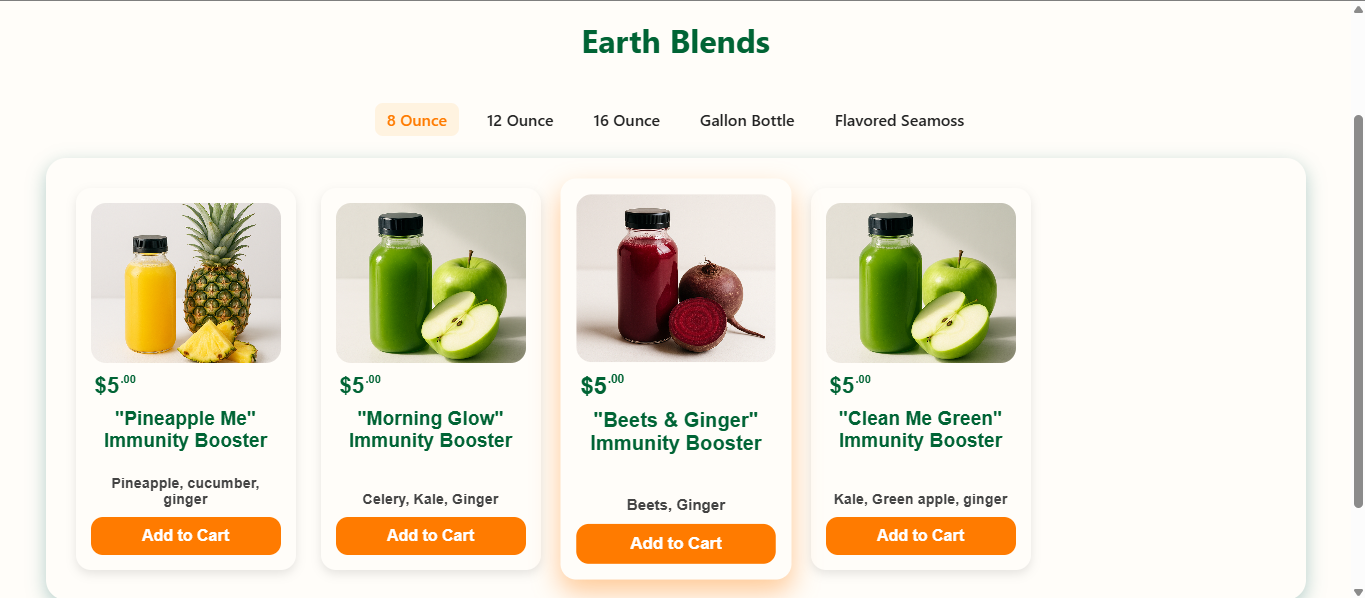 Earth Blends
8 Ounce
12 Ounce
16 Ounce
Gallon Bottle
Flavored Seamoss
$5.00
"Pineapple Me"
Immunity Booster
Pineapple, cucumber,
ginger
Add to Cart
$5.00
"Morning Glow"
Immunity Booster
Celery, Kale, Ginger
Add to Cart
$5.00
"Beets & Ginger"
Immunity Booster
Beets, Ginger
Add to Cart
$5.00
"Clean Me Green"
Immunity Booster
Kale, Green apple, ginger
Add to Cart